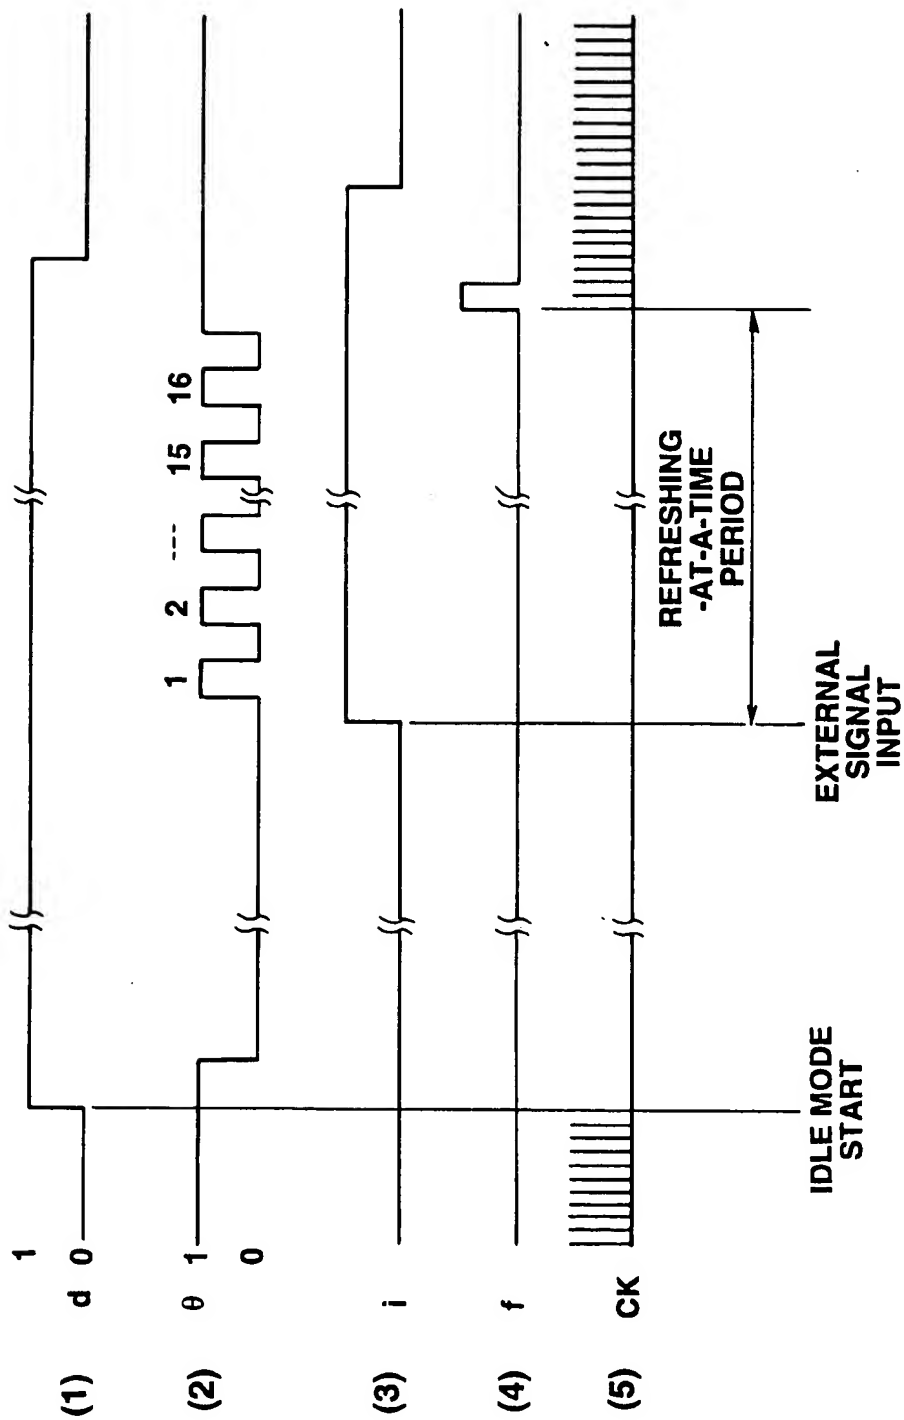 (1) d 1
0
(2) θ 1
0
1 2 --- 15 16
(3) i
(4) f
(5) CK
REFRESHING
-AT-A-TIME
PERIOD
IDLE MODE
START
EXTERNAL
SIGNAL
INPUT